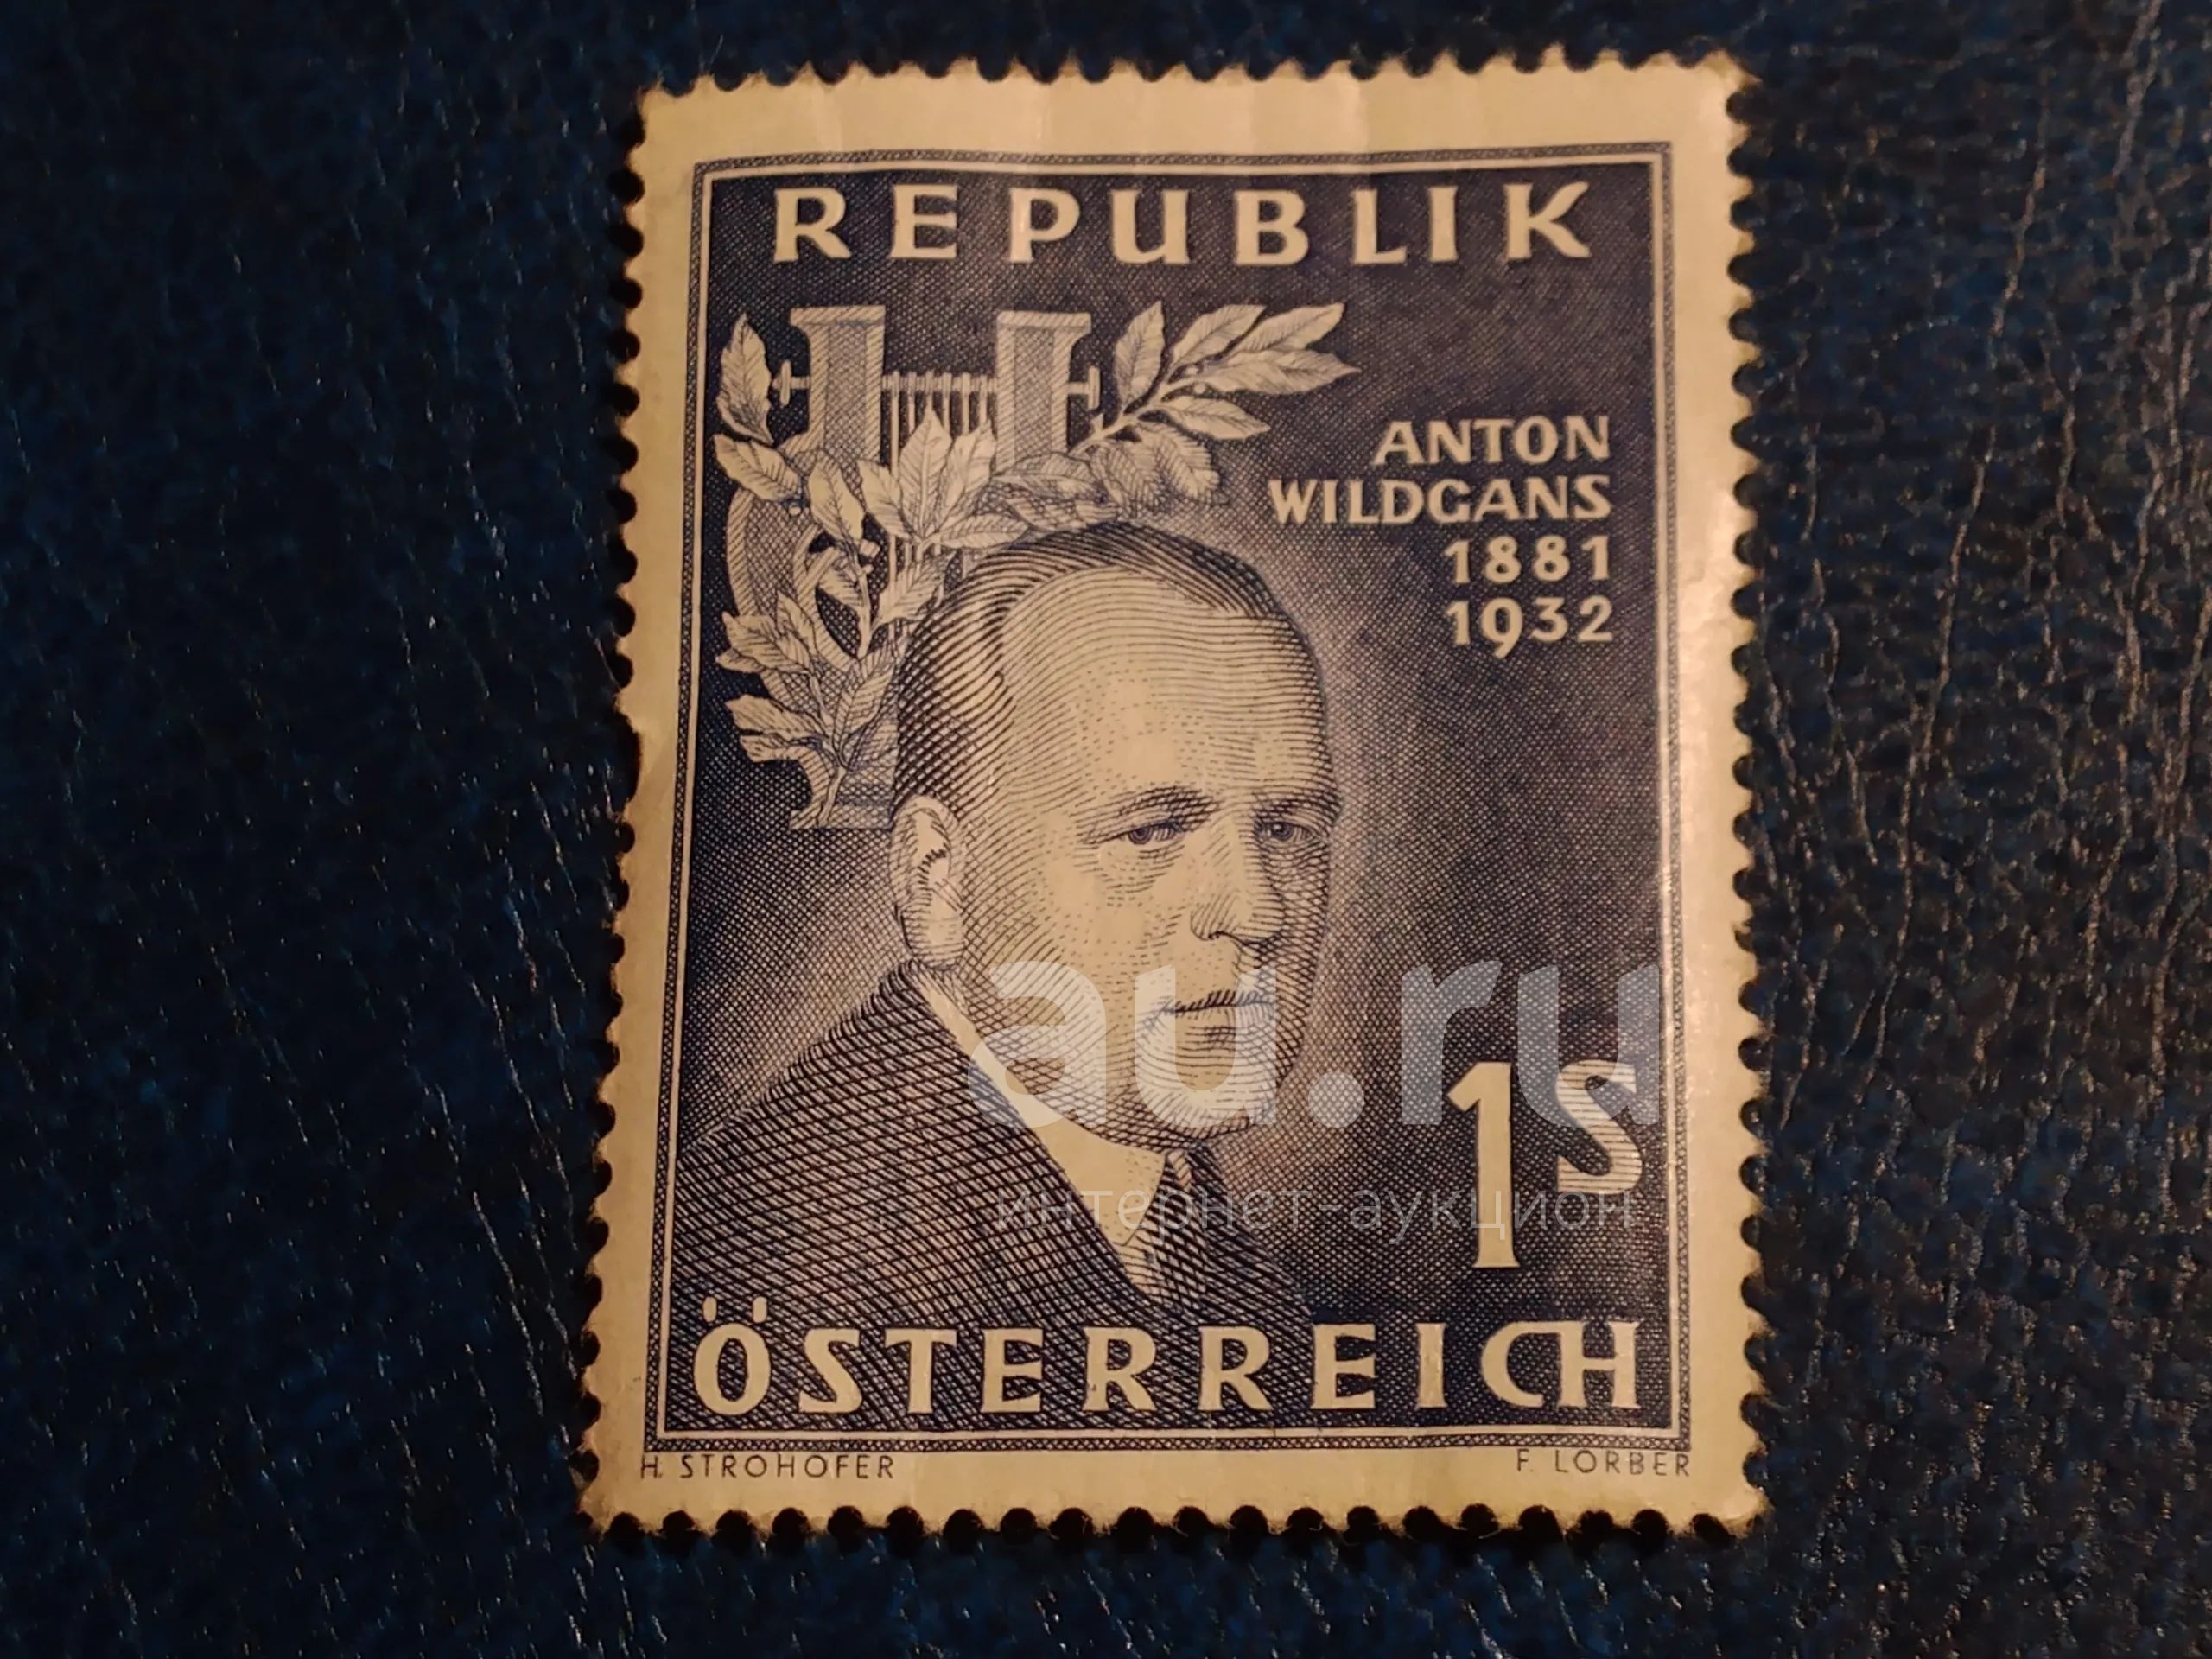 REPUBLIK
ANTON
WILDGANS
1881
1932
au.ru
интернет-аукцион
1S
ÖSTERREICH
H. STROHOFER
F. LORBER